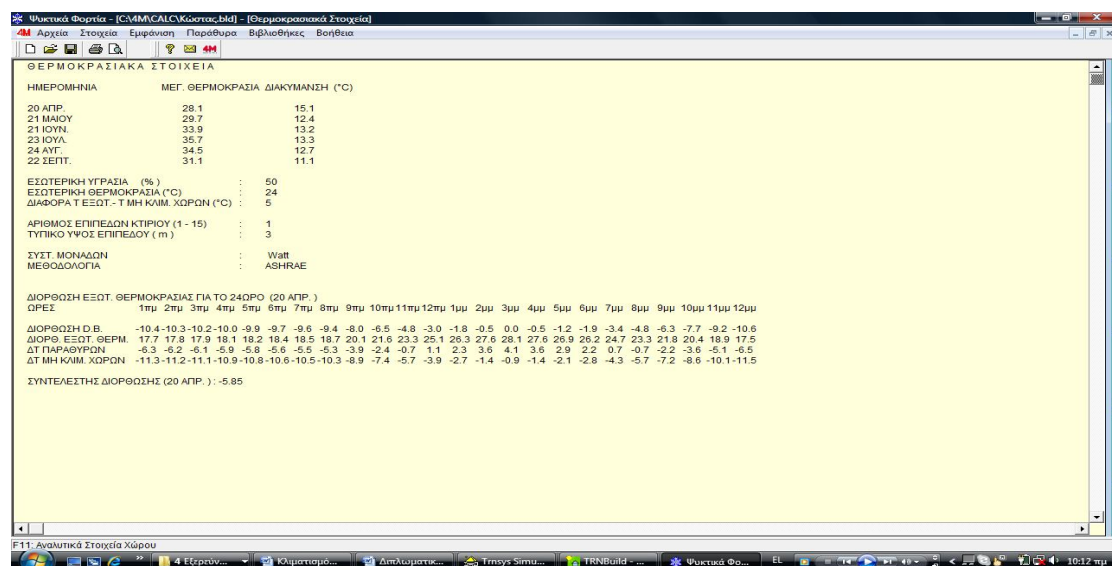 Ψυκτικά Φορτία - [C:\4M\CALC\Κώστας.bld] - [Θερμοκρασιακά Στοιχεία]
4M Αρχεία Στοιχεία Εμφάνιση Παράθυρα Βιβλιοθήκες Βοήθεια
4M
ΘΕΡΜΟΚΡΑΣΙΑΚΑ ΣΤΟΙΧΕΙΑ
ΗΜΕΡΟΜΗΝΙΑ ΜΕΓ. ΘΕΡΜΟΚΡΑΣΙΑ ΔΙΑΚΥΜΑΝΣΗ (°C)
20 ΑΠΡ. 28.1 15.1
21 ΜΑΙΟΥ 29.7 12.4
21 ΙΟΥΝ. 33.9 13.2
23 ΙΟΥΛ. 35.7 13.3
24 ΑΥΓ. 34.5 12.7
22 ΣΕΠΤ. 31.1 11.1
ΕΣΩΤΕΡΙΚΗ ΥΓΡΑΣΙΑ (%) : 50
ΕΣΩΤΕΡΙΚΗ ΘΕΡΜΟΚΡΑΣΙΑ (°C) : 24
ΔΙΑΦΟΡΑ Τ ΕΞΩΤ.- Τ ΜΗ ΚΛΙΜ. ΧΩΡΩΝ (°C) : 5
ΑΡΙΘΜΟΣ ΕΠΙΠΕΔΩΝ ΚΤΙΡΙΟΥ (1 - 15) : 1
ΤΥΠΙΚΟ ΥΨΟΣ ΕΠΙΠΕΔΟΥ ( m ) : 3
ΣΥΣΤ. ΜΟΝΑΔΩΝ : Watt
ΜΕΘΟΔΟΛΟΓΙΑ : ASHRAE
ΔΙΟΡΘΩΣΗ ΕΞΩΤ. ΘΕΡΜΟΚΡΑΣΙΑΣ ΓΙΑ ΤΟ 24ΩΡΟ (20 ΑΠΡ. )
ΩΡΕΣ 1πμ 2πμ 3πμ 4πμ 5πμ 6πμ 7πμ 8πμ 9πμ 10πμ 11πμ 12πμ 1μμ 2μμ 3μμ 4μμ 5μμ 6μμ 7μμ 8μμ 9μμ 10μμ 11μμ 12μμ
ΔΙΟΡΘΩΣΗ D.B. -10.4 -10.3 -10.2 -10.0 -9.9 -9.7 -9.6 -9.4 -8.0 -6.5 -4.8 -3.0 -1.8 -0.5 0.0 -0.5 -1.2 -1.9 -3.4 -4.8 -6.3 -7.7 -9.2 -10.6
ΔΙΟΡΘ. ΕΞΩΤ. ΘΕΡΜ. 17.7 17.8 17.9 18.1 18.2 18.4 18.5 18.7 20.1 21.6 23.3 25.1 26.3 27.6 28.1 27.6 26.9 26.2 24.7 23.3 21.8 20.4 18.9 17.5
ΔΤ ΠΑΡΑΘΥΡΩΝ -6.3 -6.2 -6.1 -5.9 -5.8 -5.6 -5.5 -5.3 -3.9 -2.4 -0.7 1.1 2.3 3.6 4.1 3.6 2.9 2.2 0.7 -0.7 -2.2 -3.6 -5.1 -6.5
ΔΤ ΜΗ ΚΛΙΜ. ΧΩΡΩΝ -11.3 -11.2 -11.1 -10.9 -10.8 -10.6 -10.5 -10.3 -8.9 -7.4 -5.7 -3.9 -2.7 -1.4 -0.9 -1.4 -2.1 -2.8 -4.3 -5.7 -7.2 -8.6 -10.1 -11.5
ΣΥΝΤΕΛΕΣΤΗΣ ΔΙΟΡΘΩΣΗΣ (20 ΑΠΡ. ) : -5.85
F11: Αναλυτικά Στοιχεία Χώρου
4 Εξερεύν... Κλιματισμό... Διπλωματικ... Trnsys Simu... TRNBuild - ... Ψυκτικά Φο... EL 10:12 πμ